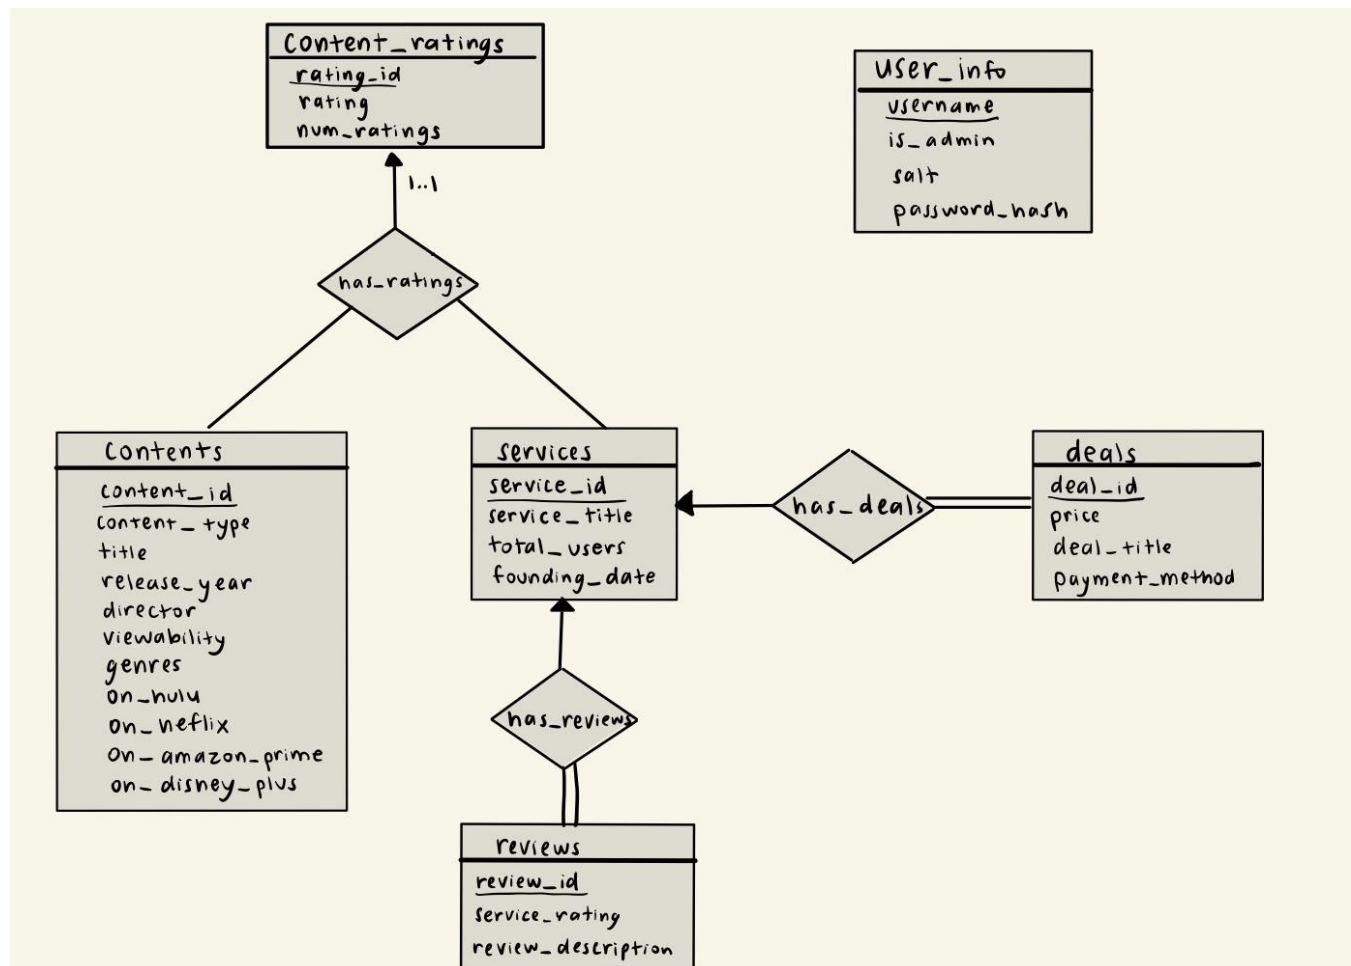 content_ratings
rating_id
rating
num_ratings
user_info
username
is_admin
salt
password_hash
1..1
has_ratings
contents
content_id
content_type
title
release_year
director
viewability
genres
on_hulu
on_neflix
on_amazon_prime
on_disney_plus
services
service_id
service_title
total_users
founding_date
has_deals
deals
deal_id
price
deal_title
payment_method
has_reviews
reviews
review_id
service_rating
review_description